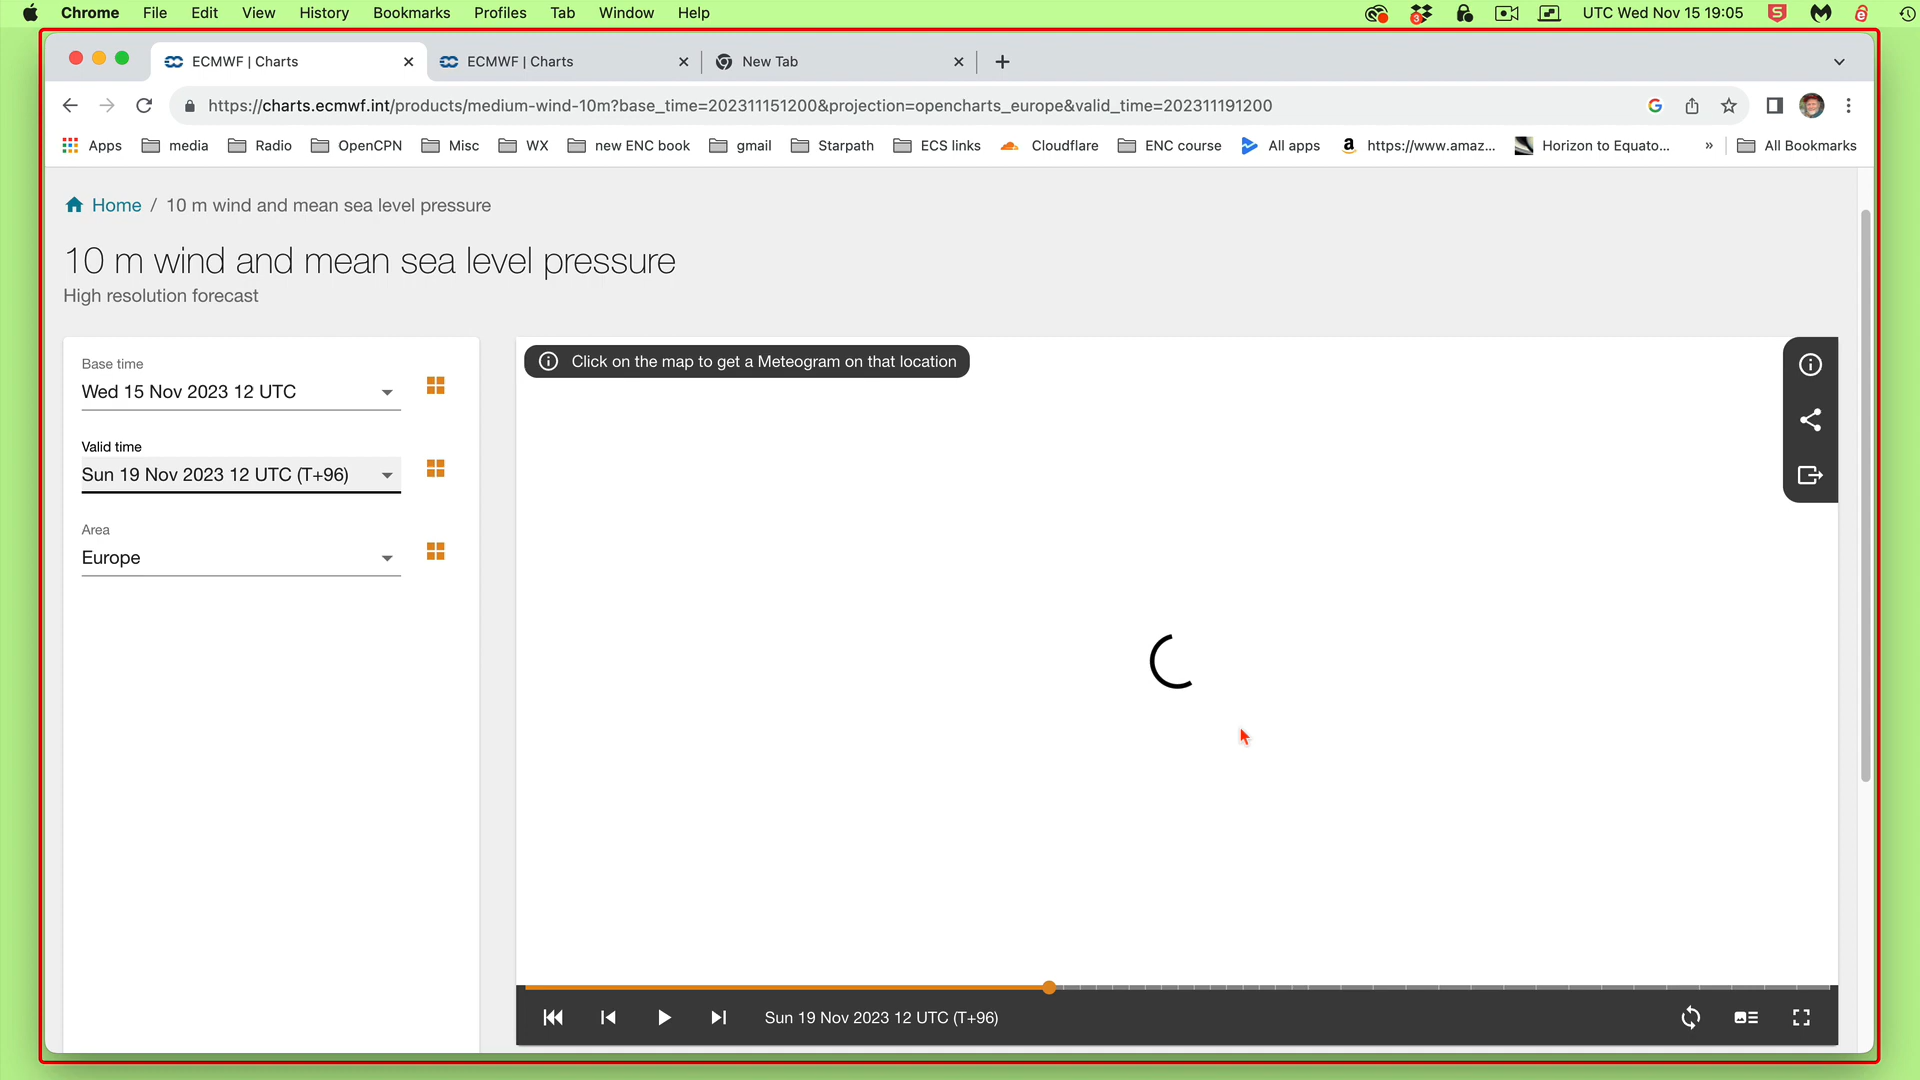 Chrome File Edit View History Bookmarks Profiles Tab Window Help 3 UTC Wed Nov 15 19:05 S
ECMWF | Charts ECMWF | Charts New Tab
https://charts.ecmwf.int/products/medium-wind-10m?base_time=202311151200&projection=opencharts_europe&valid_time=202311191200
Apps media Radio OpenCPN Misc WX new ENC book gmail Starpath ECS links Cloudflare ENC course All apps https://www.amaz... Horizon to Equato... » All Bookmarks
Home / 10 m wind and mean sea level pressure
10 m wind and mean sea level pressure
High resolution forecast
Base time
Wed 15 Nov 2023 12 UTC
Valid time
Sun 19 Nov 2023 12 UTC (T+96)
Area
Europe
Click on the map to get a Meteogram on that location
Sun 19 Nov 2023 12 UTC (T+96)